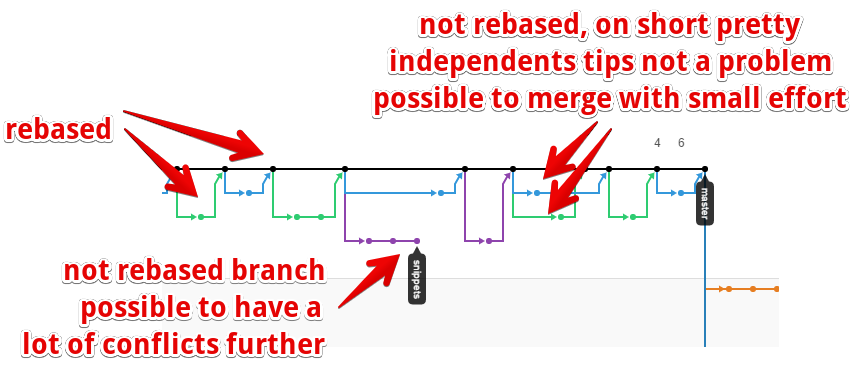 not rebased, on short pretty
independents tips not a problem
possible to merge with small effort
rebased
4 6
master
snippets
not rebased branch
possible to have a
lot of conflicts further